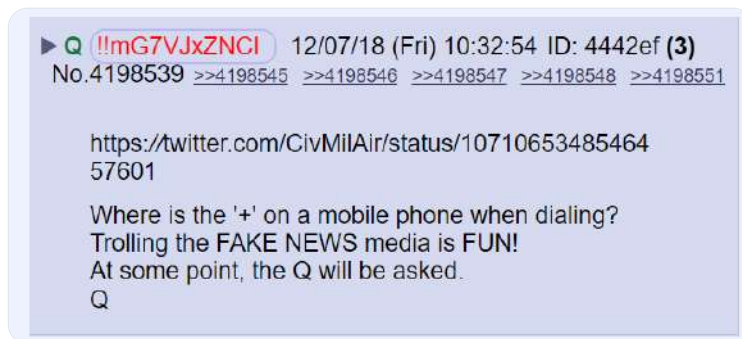 Q !!mG7VJxZNCI 12/07/18 (Fri) 10:32:54 ID: 4442ef (3)
No.4198539 >>4198545 >>4198546 >>4198547 >>4198548 >>4198551
https://twitter.com/CivMilAir/status/10710653485464
57601
Where is the '+' on a mobile phone when dialing?
Trolling the FAKE NEWS media is FUN!
At some point, the Q will be asked.
Q